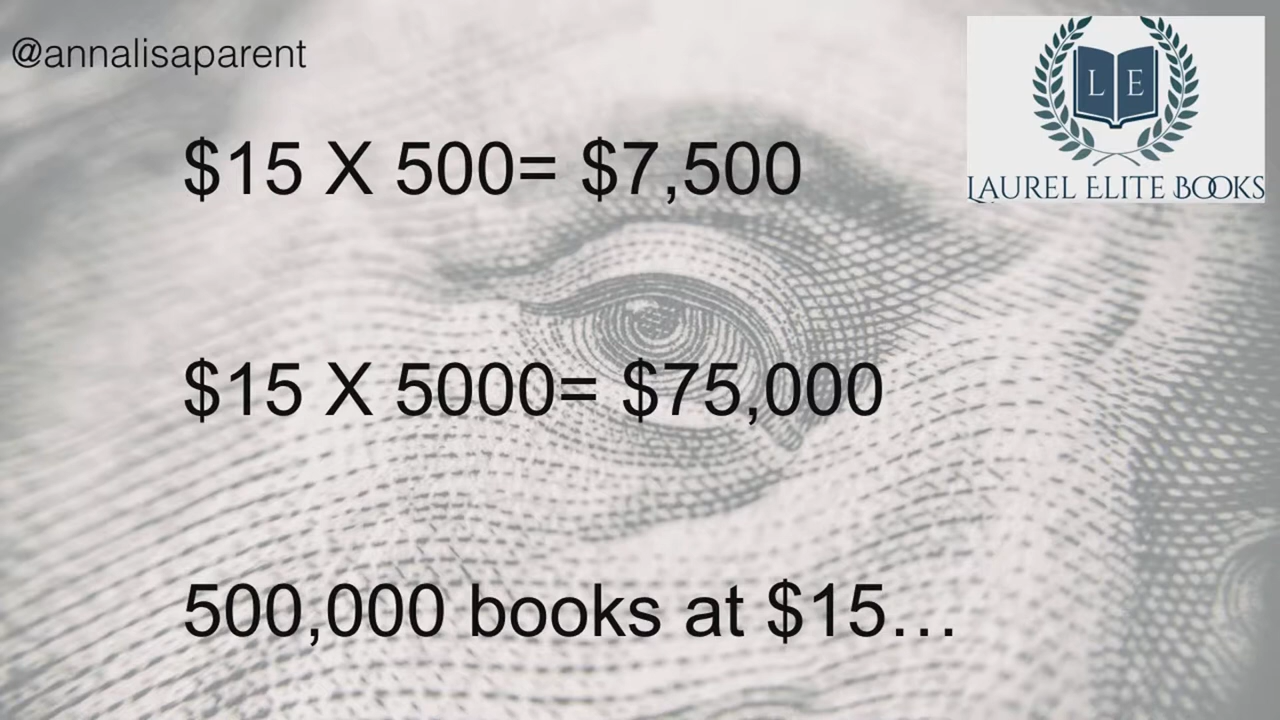 @annalisaparent
L E
LAUREL ELITE BOOKS
$15 X 500= $7,500
$15 X 5000= $75,000
500,000 books at $15…